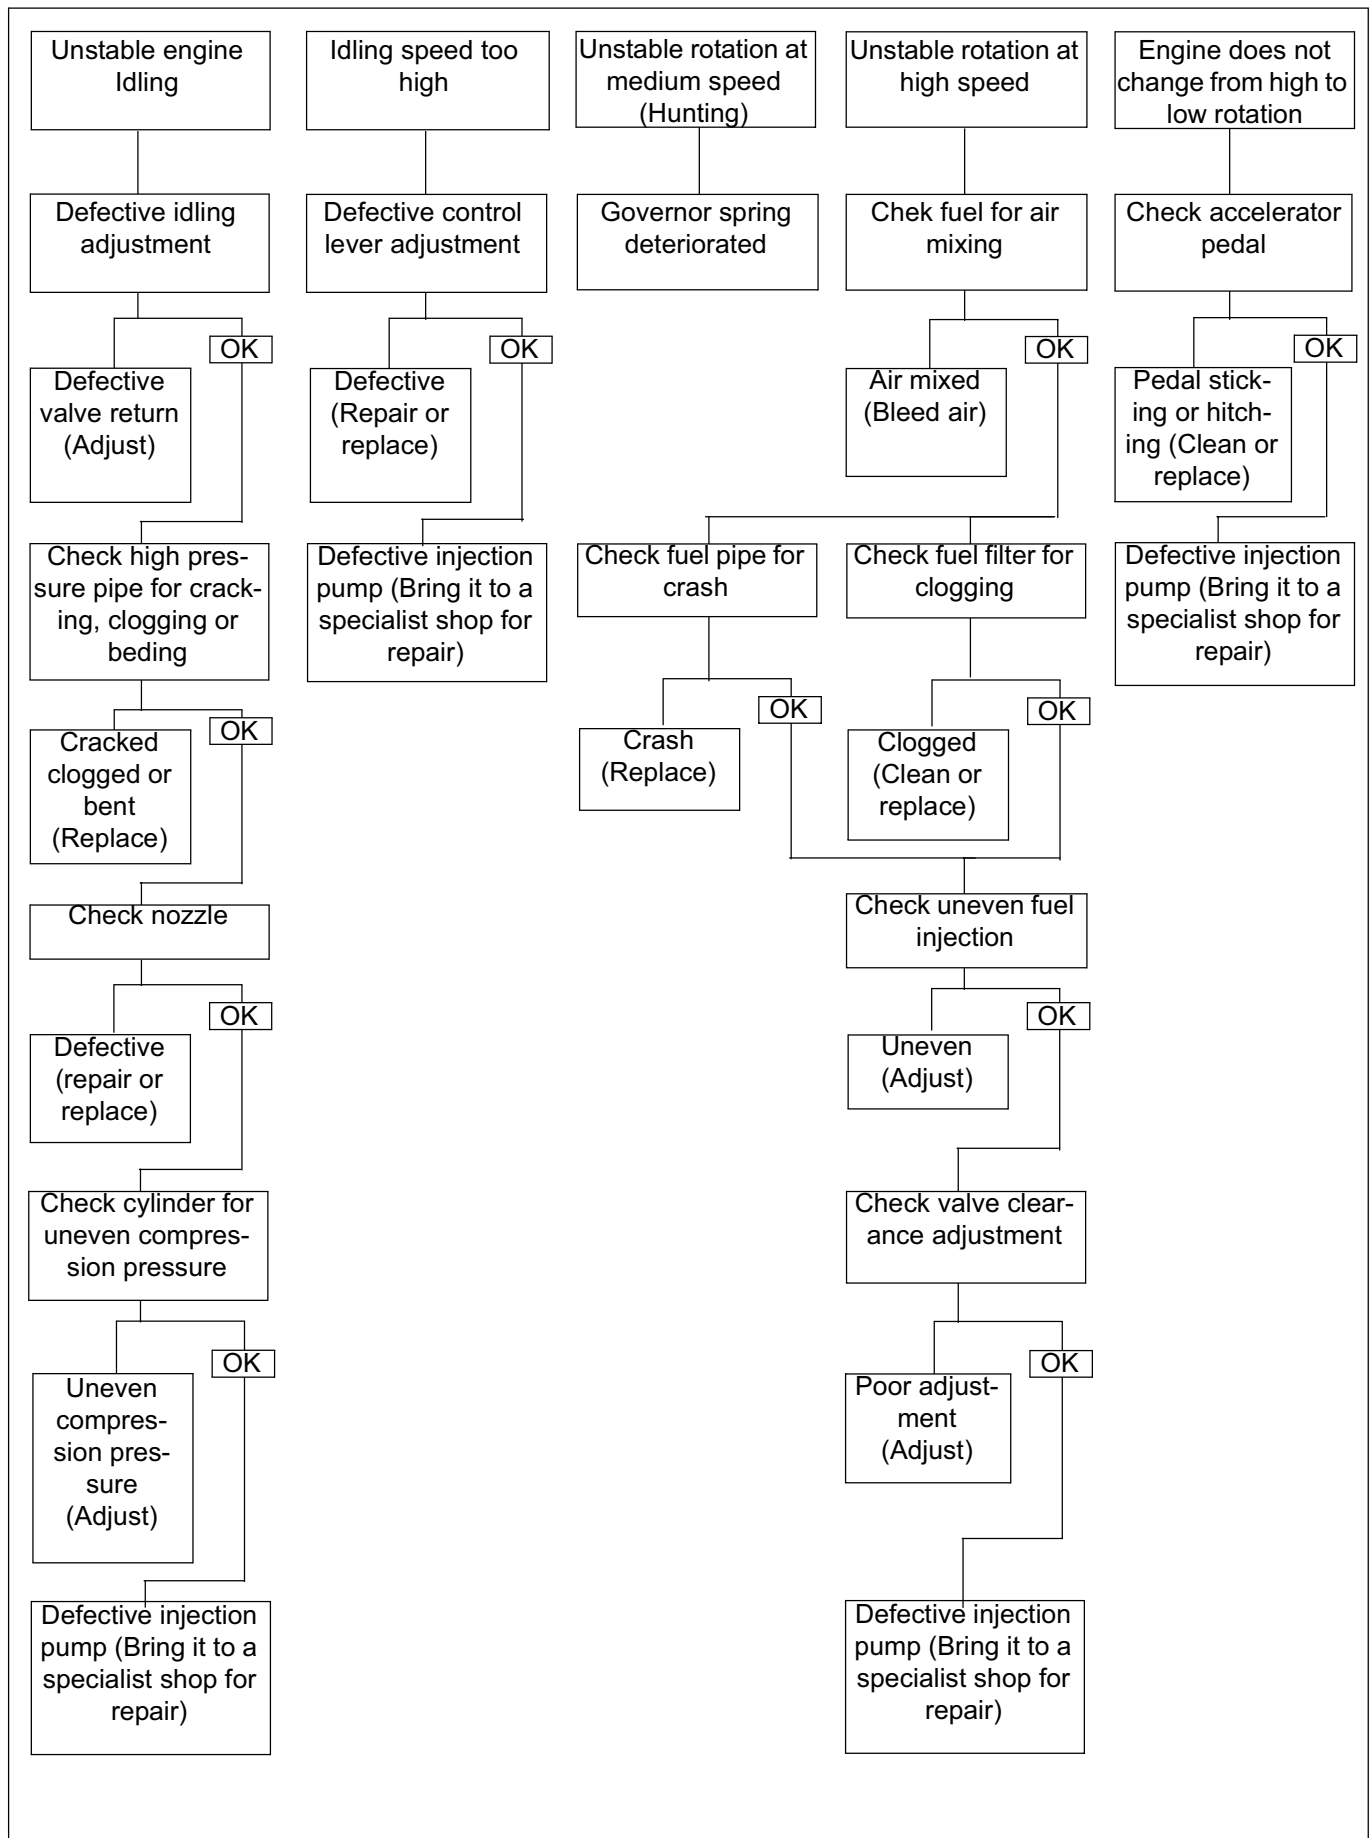 Unstable engine
Idling
Idling speed too
high
Unstable rotation at
medium speed
(Hunting)
Unstable rotation at
high speed
Engine does not
change from high to
low rotation
Defective idling
adjustment
Defective control
lever adjustment
Governor spring
deteriorated
Chek fuel for air
mixing
Check accelerator
pedal
OK
OK
OK
OK
Defective
valve return
(Adjust)
Defective
(Repair or
replace)
Air mixed
(Bleed air)
Pedal stick-
ing or hitch-
ing (Clean or
replace)
Check high pres-
sure pipe for crack-
ing, clogging or
beding
Defective injection
pump (Bring it to a
specialist shop for
repair)
Check fuel pipe for
crash
Check fuel filter for
clogging
Defective injection
pump (Bring it to a
specialist shop for
repair)
OK
OK
OK
Cracked
clogged or
bent
(Replace)
Crash
(Replace)
Clogged
(Clean or
replace)
Check nozzle
Check uneven fuel
injection
OK
OK
Defective
(repair or
replace)
Uneven
(Adjust)
Check cylinder for
uneven compres-
sion pressure
Check valve clear-
ance adjustment
OK
OK
Uneven
compres-
sion pres-
sure
(Adjust)
Poor adjust-
ment
(Adjust)
Defective injection
pump (Bring it to a
specialist shop for
repair)
Defective injection
pump (Bring it to a
specialist shop for
repair)